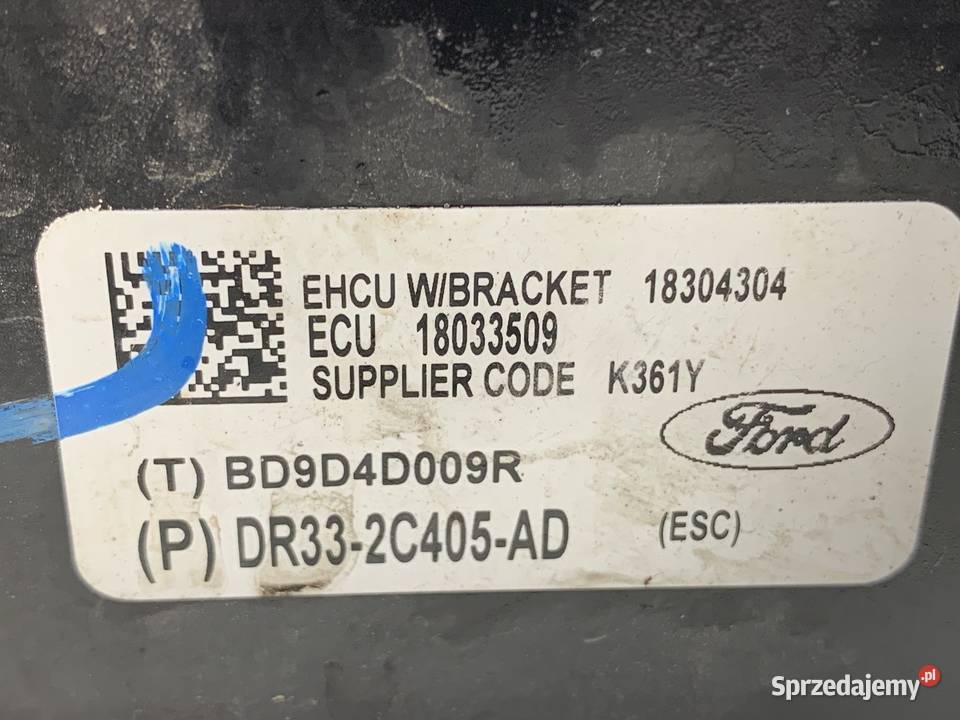 EHCU W/BRACKET 18304304
ECU 18033509
SUPPLIER CODE K361Y
Ford
(T) BD9D4D009R
(P) DR33-2C405-AD (ESC)
Sprzedajemy.pl